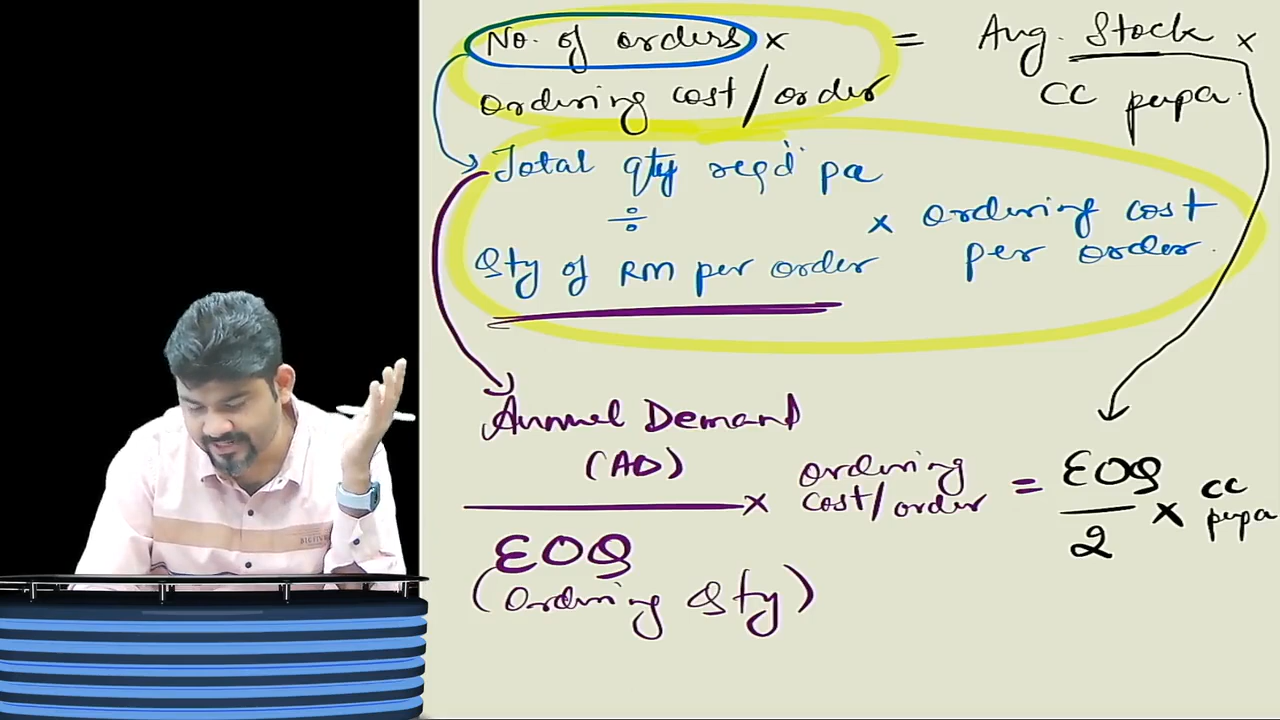 No. of orders x = Avg. Stock x
ordering cost/order CC pupa.
Total qty reqd pa
÷ x ordering cost
Qty of RM per order per order.
Annual Demand
(AD) x ordering cost/order = EOQ/2 x CC pupa
EOQ
(Ordering Qty)